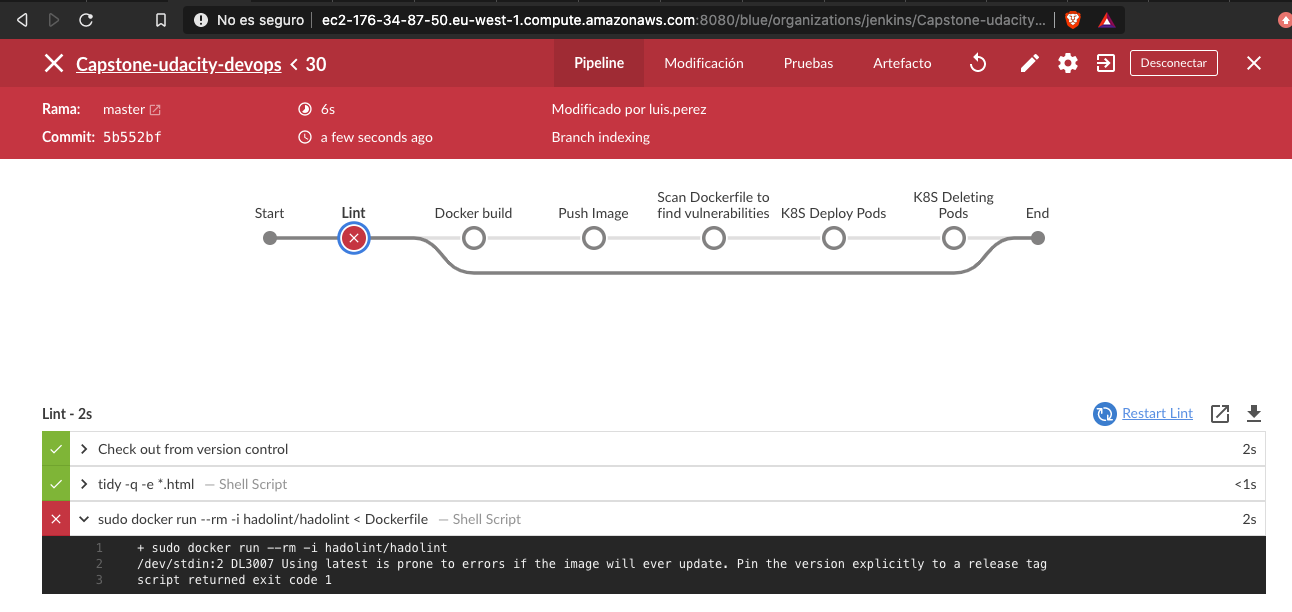 No es seguro ec2-176-34-87-50.eu-west-1.compute.amazonaws.com:8080/blue/organizations/jenkins/Capstone-udacity...
Capstone-udacity-devops < 30 Pipeline Modificación Pruebas Artefacto Desconectar
Rama: master 6s Modificado por luis.perez
Commit: 5b552bf a few seconds ago Branch indexing
Start Lint Docker build Push Image Scan Dockerfile to find vulnerabilities K8S Deploy Pods K8S Deleting Pods End
Lint - 2s Restart Lint
Check out from version control 2s
tidy -q -e *.html — Shell Script <1s
sudo docker run --rm -i hadolint/hadolint < Dockerfile — Shell Script 2s
1 + sudo docker run --rm -i hadolint/hadolint
2 /dev/stdin:2 DL3007 Using latest is prone to errors if the image will ever update. Pin the version explicitly to a release tag
3 script returned exit code 1